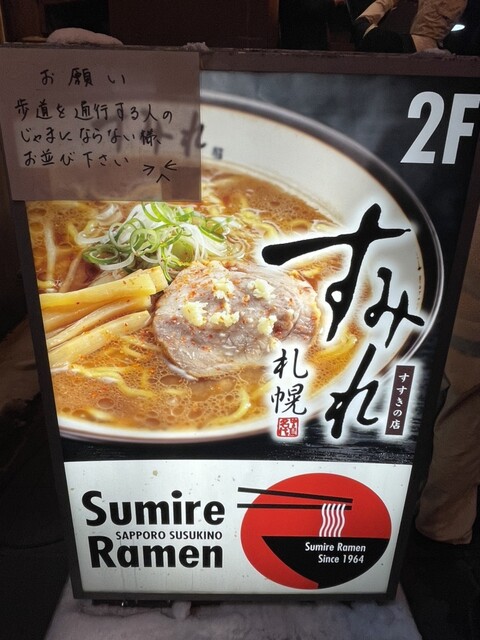 お願い
歩道を通行する人の
じゃまにならない様、
お並び下さい
2F
すみれ
札幌
すすきの店
Sumire
SAPPORO SUSUKINO
Ramen
Sumire Ramen
Since 1964